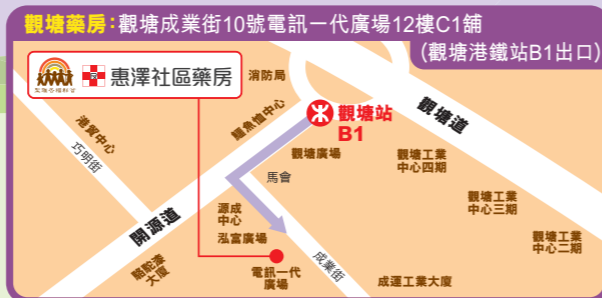 觀塘藥房：觀塘成業街10號電訊一代廣場12樓C1舖
(觀塘港鐵站B1出口)
惠澤社區藥房
消防局
觀塘站
B1
觀塘道
鱷魚恤中心
港貿中心
巧明街
觀塘廣場
觀塘工業
中心四期
馬會
觀塘工業
中心三期
源成
中心
開源道
泓富廣場
觀塘工業
中心二期
駱駝漆
大廈
電訊一代
廣場
成業街
成運工業大廈